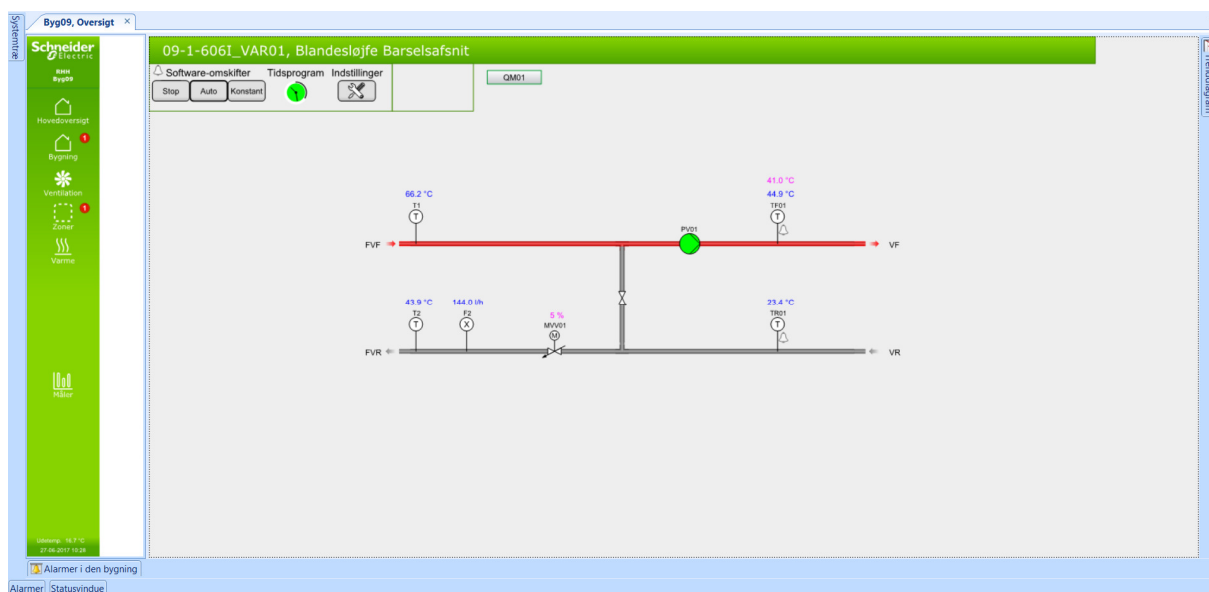 Systemtræ
Byg09, Oversigt ×
Schneider
Electric
BHH
Byg09
Hovedoversigt
1
Bygning
Ventilation
1
Zoner
Varme
Måler
Udetemp. 16.7 °C
27-06-2017 10:28
09-1-606I_VAR01, Blandesløjfe Barselsafsnit
Software-omskifter Tidsprogram Indstillinger
Stop Auto Konstant
QM01
41.0 °C
66.2 °C 44.9 °C
T1 TF01
T T
PV01
FVF VF
43.9 °C 144.0 l/h 23.4 °C
T2 F2 5 % TR01
T X MVV01 T
M
FVR VR
Alarmer i den bygning
Alarmer Statusvindue